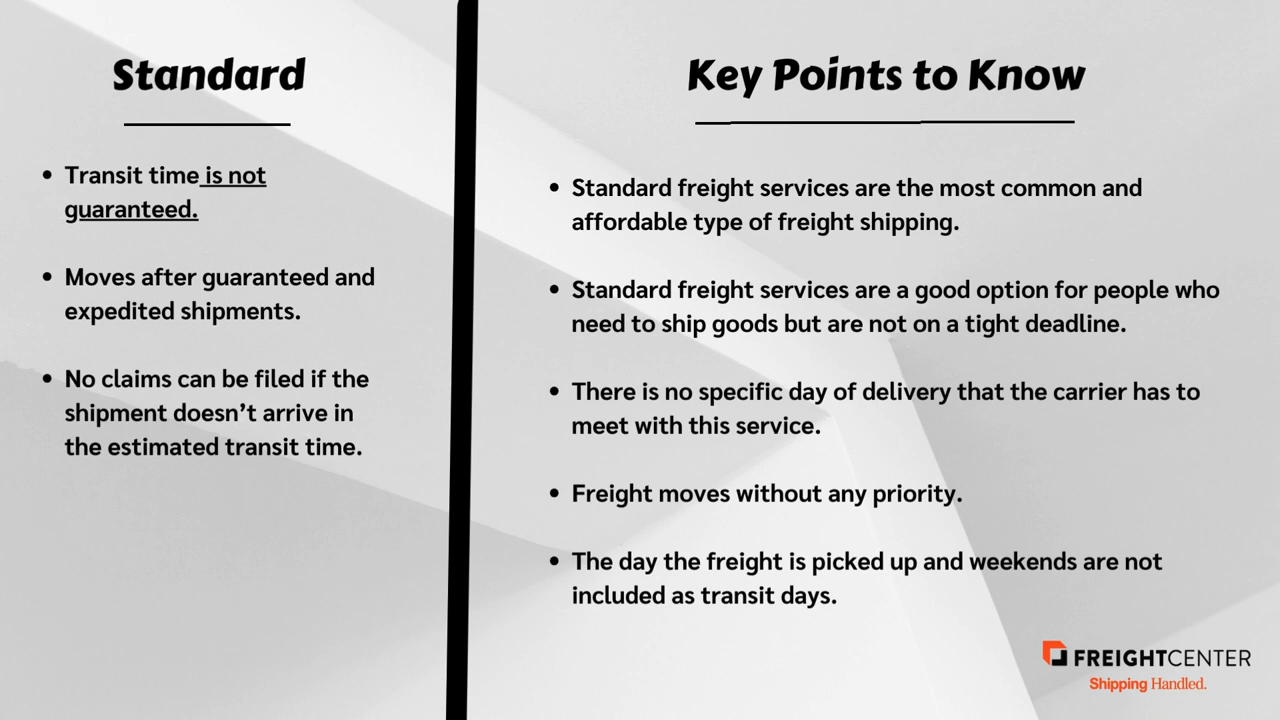 Standard
• Transit time is not
guaranteed.
• Moves after guaranteed and
expedited shipments.
• No claims can be filed if the
shipment doesn’t arrive in
the estimated transit time.
Key Points to Know
• Standard freight services are the most common and
affordable type of freight shipping.
• Standard freight services are a good option for people who
need to ship goods but are not on a tight deadline.
• There is no specific day of delivery that the carrier has to
meet with this service.
• Freight moves without any priority.
• The day the freight is picked up and weekends are not
included as transit days.
FREIGHTCENTER
Shipping Handled.